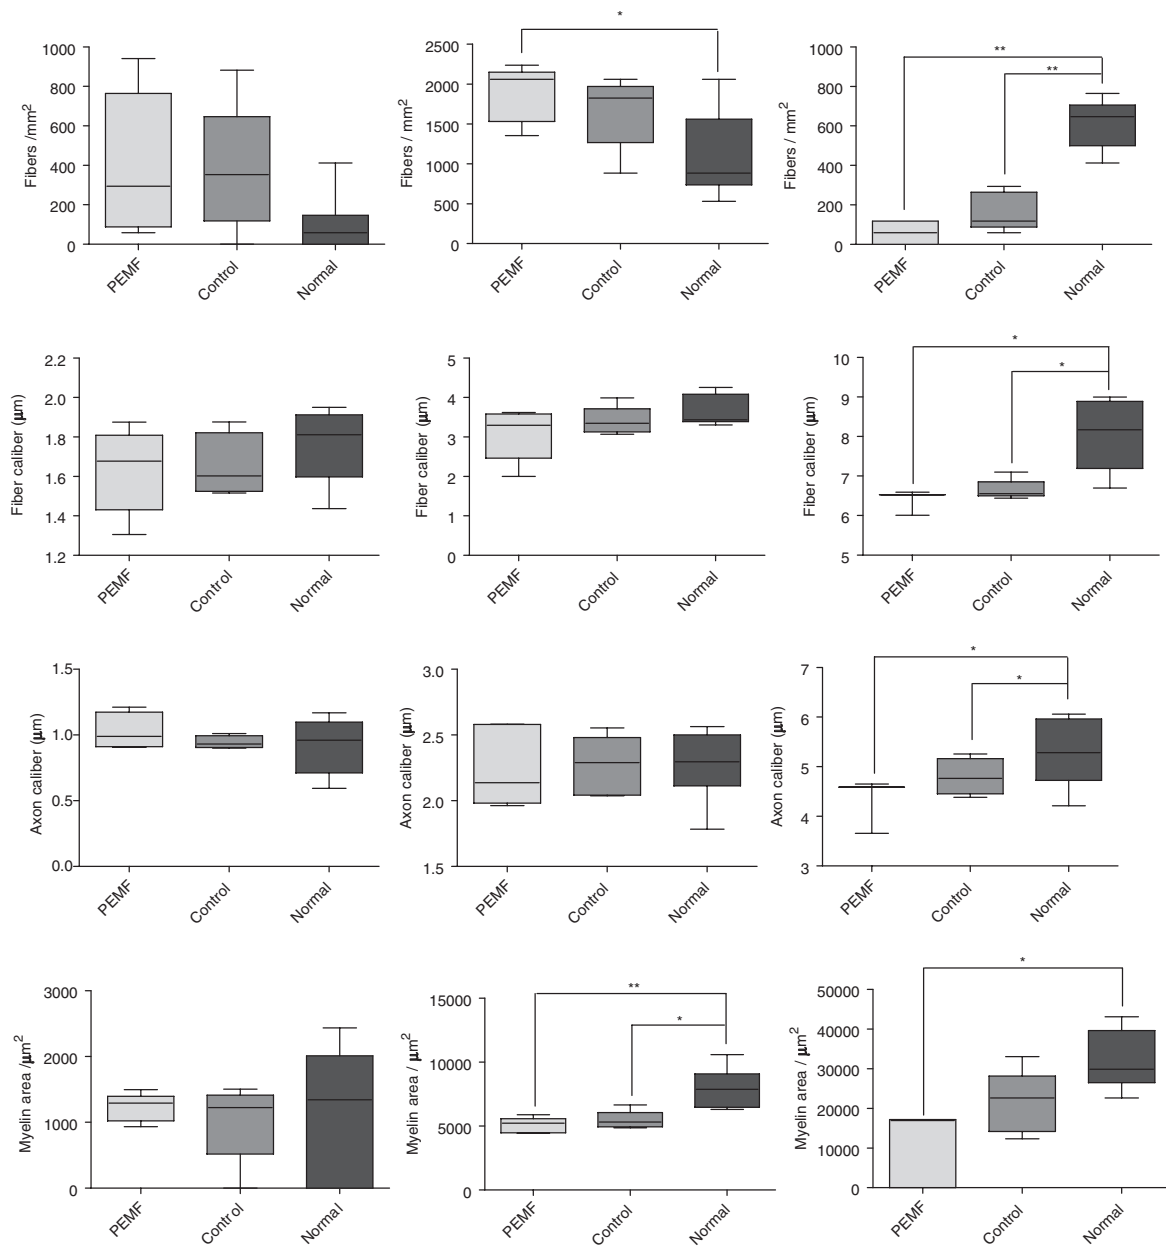 *
**
**
1000
800
600
400
200
0
Fibers /mm²
PEMF
Control
Normal
2500
2000
1500
1000
500
0
Fibers / mm²
PEMF
Control
Normal
1000
800
600
400
200
0
Fibers / mm²
PEMF
Control
Normal
2.2
2.0
1.8
1.6
1.4
1.2
Fiber caliber (µm)
PEMF
Control
Normal
5
4
3
2
1
0
Fiber caliber (µm)
PEMF
Control
Normal
*
*
10
9
8
7
6
5
Fiber caliber (µm)
PEMF
Control
Normal
1.5
1.0
0.5
0.0
Axon caliber (µm)
PEMF
Control
Normal
3.0
2.5
2.0
1.5
Axon caliber (µm)
PEMF
Control
Normal
*
*
7
6
5
4
3
Axon caliber (µm)
PEMF
Control
Normal
3000
2000
1000
0
Myelin area /µm²
PEMF
Control
Normal
**
*
15000
10000
5000
0
Myelin area / µm²
PEMF
Control
Normal
*
50000
40000
30000
20000
10000
0
Myelin area / µm²
PEMF
Control
Normal